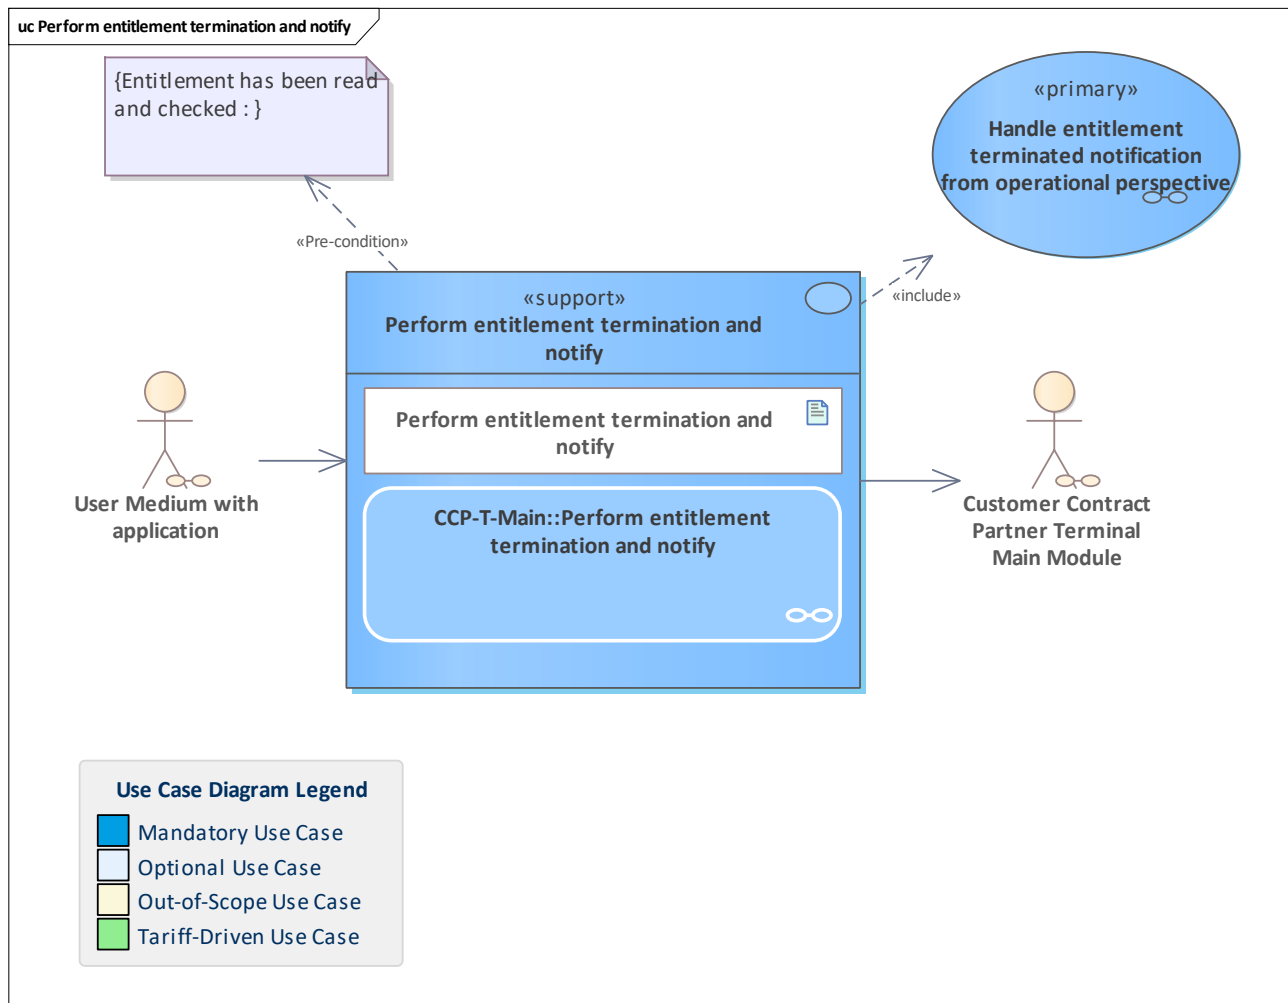 uc Perform entitlement termination and notify
{Entitlement has been read
and checked : }
«primary»
Handle entitlement
terminated notification
from operational perspective
«Pre-condition»
«include»
«support»
Perform entitlement termination and
notify
Perform entitlement termination and
notify
CCP-T-Main::Perform entitlement
termination and notify
User Medium with
application
Customer Contract
Partner Terminal
Main Module
Use Case Diagram Legend
Mandatory Use Case
Optional Use Case
Out-of-Scope Use Case
Tariff-Driven Use Case